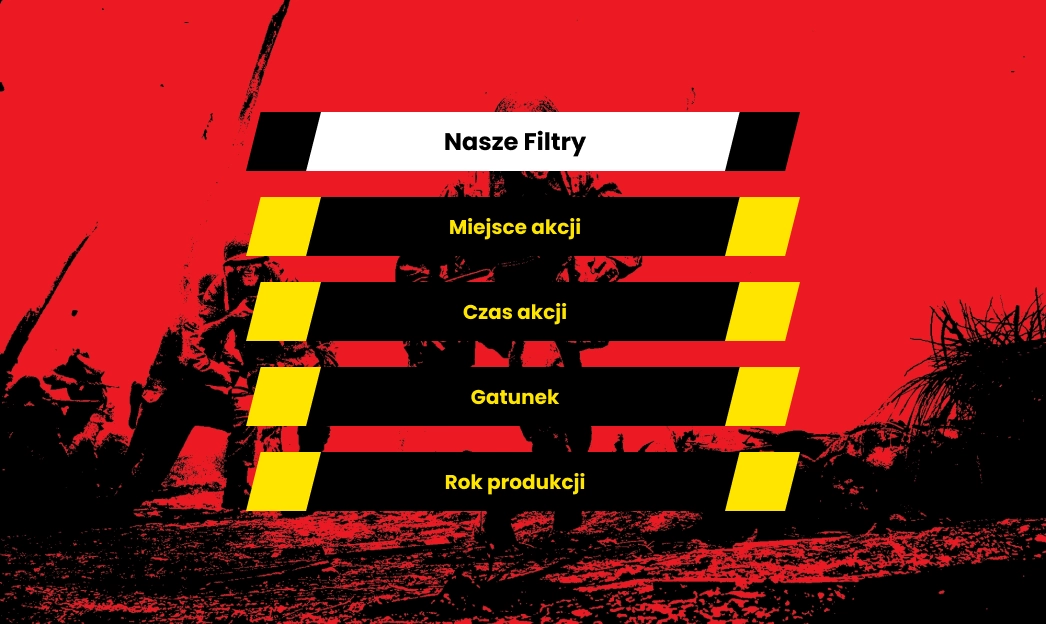 Nasze Filtry
Miejsce akcji
Czas akcji
Gatunek
Rok produkcji